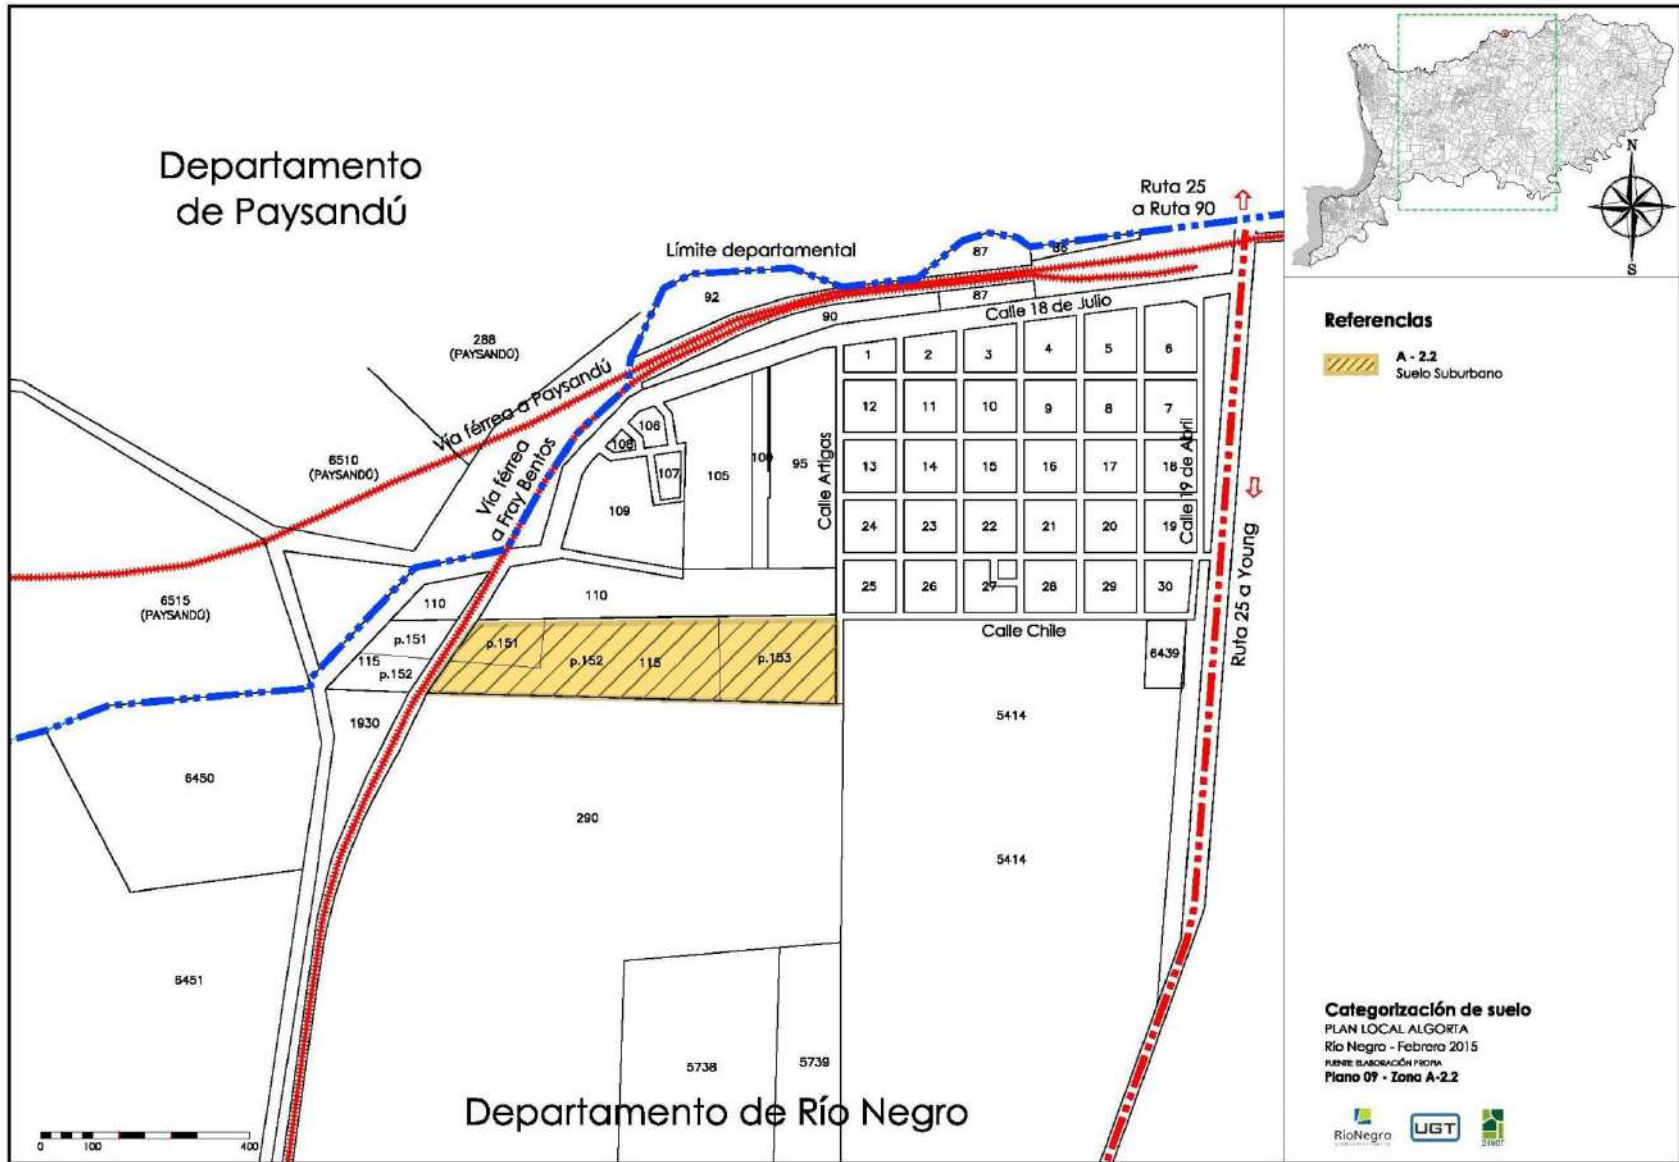 Departamento
de Paysandú
Ruta 25
a Ruta 90
N
S
Límite departamental
87
86
92
87
90
Calle 18 de Julio
288
(PAYSANDÚ)
Vía férrea a Paysandú
1
2
3
4
5
6
12
11
10
9
8
7
106
108
107
105
95
109
Vía férrea
a Fray Bentos
6510
(PAYSANDÚ)
Calle Artigas
13
14
15
16
17
18
Calle 19 de Abril
24
23
22
21
20
19
25
26
27
28
29
30
6515
(PAYSANDÚ)
110
110
Calle Chile
Ruta 25 a Young
p.151
115
p.152
p.151
p.152
115
p.153
6439
1930
5414
6450
290
5414
6451
5738
5739
Departamento de Río Negro
0
100
400
Referencias
A - 2.2
Suelo Suburbano
Categorización de suelo
PLAN LOCAL ALGORTA
Río Negro - Febrero 2015
FUENTE: ELABORACIÓN PROPIA
Plano 09 - Zona A-2.2
RíoNegro
UGT